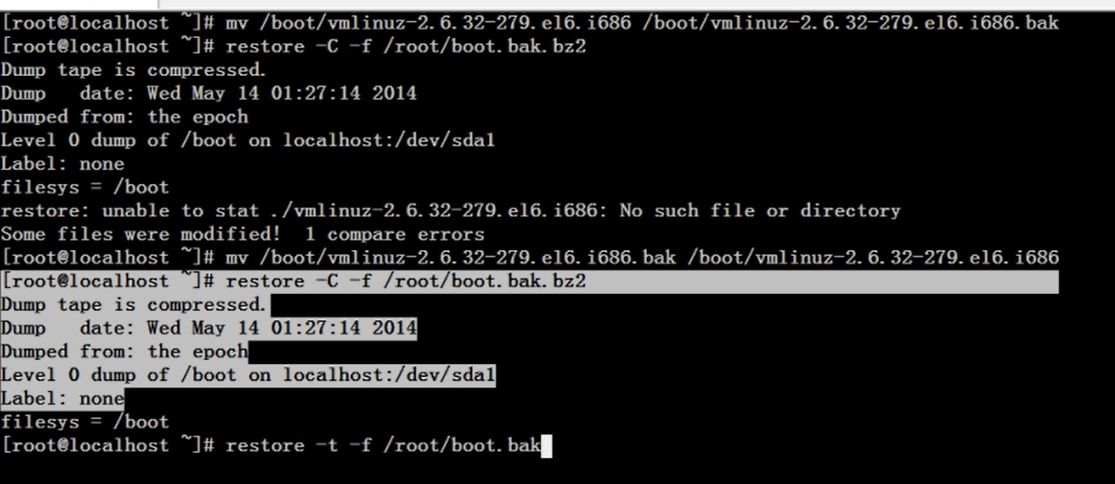 [root@localhost ~]# mv /boot/vmlinuz-2.6.32-279.el6.i686 /boot/vmlinuz-2.6.32-279.el6.i686.bak
[root@localhost ~]# restore -C -f /root/boot.bak.bz2
Dump tape is compressed.
Dump   date: Wed May 14 01:27:14 2014
Dumped from: the epoch
Level 0 dump of /boot on localhost:/dev/sda1
Label: none
filesys = /boot
restore: unable to stat ./vmlinuz-2.6.32-279.el6.i686: No such file or directory
Some files were modified!  1 compare errors
[root@localhost ~]# mv /boot/vmlinuz-2.6.32-279.el6.i686.bak /boot/vmlinuz-2.6.32-279.el6.i686
[root@localhost ~]# restore -C -f /root/boot.bak.bz2
Dump tape is compressed.
Dump   date: Wed May 14 01:27:14 2014
Dumped from: the epoch
Level 0 dump of /boot on localhost:/dev/sda1
Label: none
filesys = /boot
[root@localhost ~]# restore -t -f /root/boot.bak